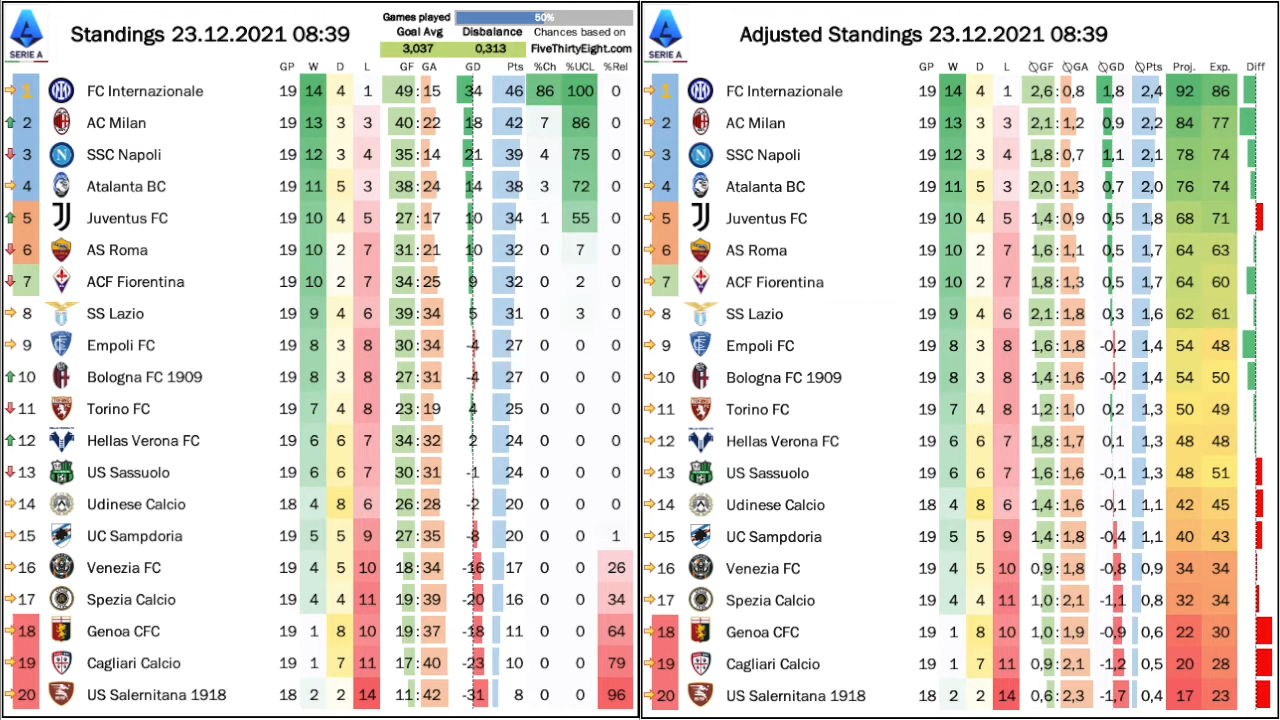 Games played 50%
SERIE A
Standings 23.12.2021 08:39
Goal Avg Disbalance Chances based on
3,037 0,313 FiveThirtyEight.com
GP W D L GF GA GD Pts %Ch %UCL %Rel
1 FC Internazionale 19 14 4 1 49 : 15 34 46 86 100 0
2 AC Milan 19 13 3 3 40 : 22 18 42 7 86 0
3 SSC Napoli 19 12 3 4 35 : 14 21 39 4 75 0
4 Atalanta BC 19 11 5 3 38 : 24 14 38 3 72 0
5 Juventus FC 19 10 4 5 27 : 17 10 34 1 55 0
6 AS Roma 19 10 2 7 31 : 21 10 32 0 7 0
7 ACF Fiorentina 19 10 2 7 34 : 25 9 32 0 2 0
8 SS Lazio 19 9 4 6 39 : 34 5 31 0 3 0
9 Empoli FC 19 8 3 8 30 : 34 -4 27 0 0 0
10 Bologna FC 1909 19 8 3 8 27 : 31 -4 27 0 0 0
11 Torino FC 19 7 4 8 23 : 19 4 25 0 0 0
12 Hellas Verona FC 19 6 6 7 34 : 32 2 24 0 0 0
13 US Sassuolo 19 6 6 7 30 : 31 -1 24 0 0 0
14 Udinese Calcio 18 4 8 6 26 : 28 -2 20 0 0 0
15 UC Sampdoria 19 5 5 9 27 : 35 -8 20 0 0 1
16 Venezia FC 19 4 5 10 18 : 34 -16 17 0 0 26
17 Spezia Calcio 19 4 4 11 19 : 39 -20 16 0 0 34
18 Genoa CFC 19 1 8 10 19 : 37 -18 11 0 0 64
19 Cagliari Calcio 19 1 7 11 17 : 40 -23 10 0 0 79
20 US Salernitana 1918 18 2 2 14 11 : 42 -31 8 0 0 96
SERIE A
Adjusted Standings 23.12.2021 08:39
GP W D L ∅GF ∅GA ∅GD ∅Pts Proj. Exp. Diff
1 FC Internazionale 19 14 4 1 2,6 : 0,8 1,8 2,4 92 86
2 AC Milan 19 13 3 3 2,1 : 1,2 0,9 2,2 84 77
3 SSC Napoli 19 12 3 4 1,8 : 0,7 1,1 2,1 78 74
4 Atalanta BC 19 11 5 3 2,0 : 1,3 0,7 2,0 76 74
5 Juventus FC 19 10 4 5 1,4 : 0,9 0,5 1,8 68 71
6 AS Roma 19 10 2 7 1,6 : 1,1 0,5 1,7 64 63
7 ACF Fiorentina 19 10 2 7 1,8 : 1,3 0,5 1,7 64 60
8 SS Lazio 19 9 4 6 2,1 : 1,8 0,3 1,6 62 61
9 Empoli FC 19 8 3 8 1,6 : 1,8 -0,2 1,4 54 48
10 Bologna FC 1909 19 8 3 8 1,4 : 1,6 -0,2 1,4 54 50
11 Torino FC 19 7 4 8 1,2 : 1,0 0,2 1,3 50 49
12 Hellas Verona FC 19 6 6 7 1,8 : 1,7 0,1 1,3 48 48
13 US Sassuolo 19 6 6 7 1,6 : 1,6 -0,1 1,3 48 51
14 Udinese Calcio 18 4 8 6 1,4 : 1,6 -0,1 1,1 42 45
15 UC Sampdoria 19 5 5 9 1,4 : 1,8 -0,4 1,1 40 43
16 Venezia FC 19 4 5 10 0,9 : 1,8 -0,8 0,9 34 34
17 Spezia Calcio 19 4 4 11 1,0 : 2,1 -1,1 0,8 32 34
18 Genoa CFC 19 1 8 10 1,0 : 1,9 -0,9 0,6 22 30
19 Cagliari Calcio 19 1 7 11 0,9 : 2,1 -1,2 0,5 20 28
20 US Salernitana 1918 18 2 2 14 0,6 : 2,3 -1,7 0,4 17 23